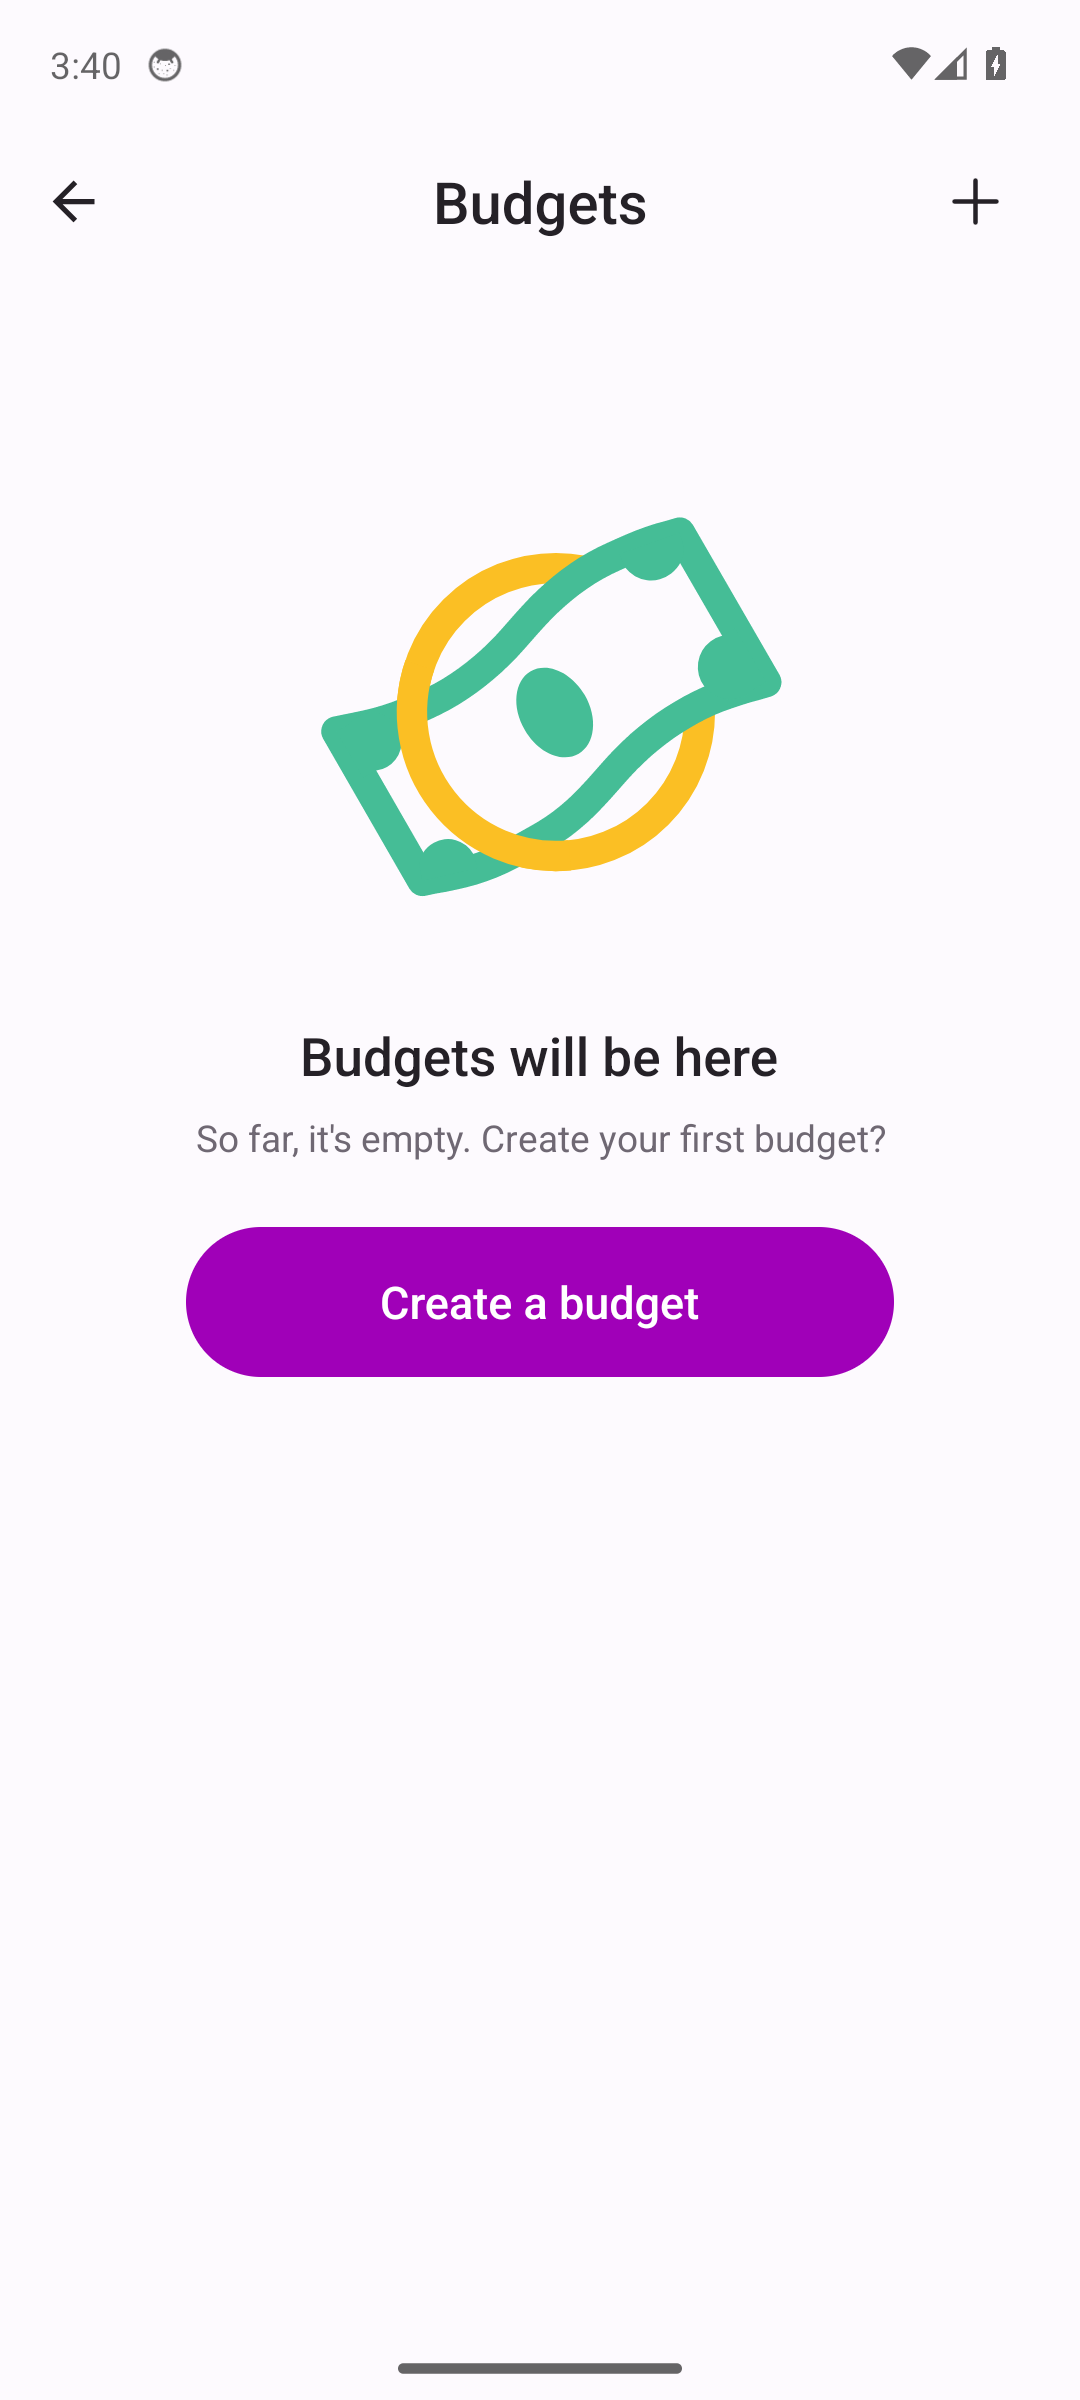 3:40
Budgets
Budgets will be here
So far, it's empty. Create your first budget?
Create a budget